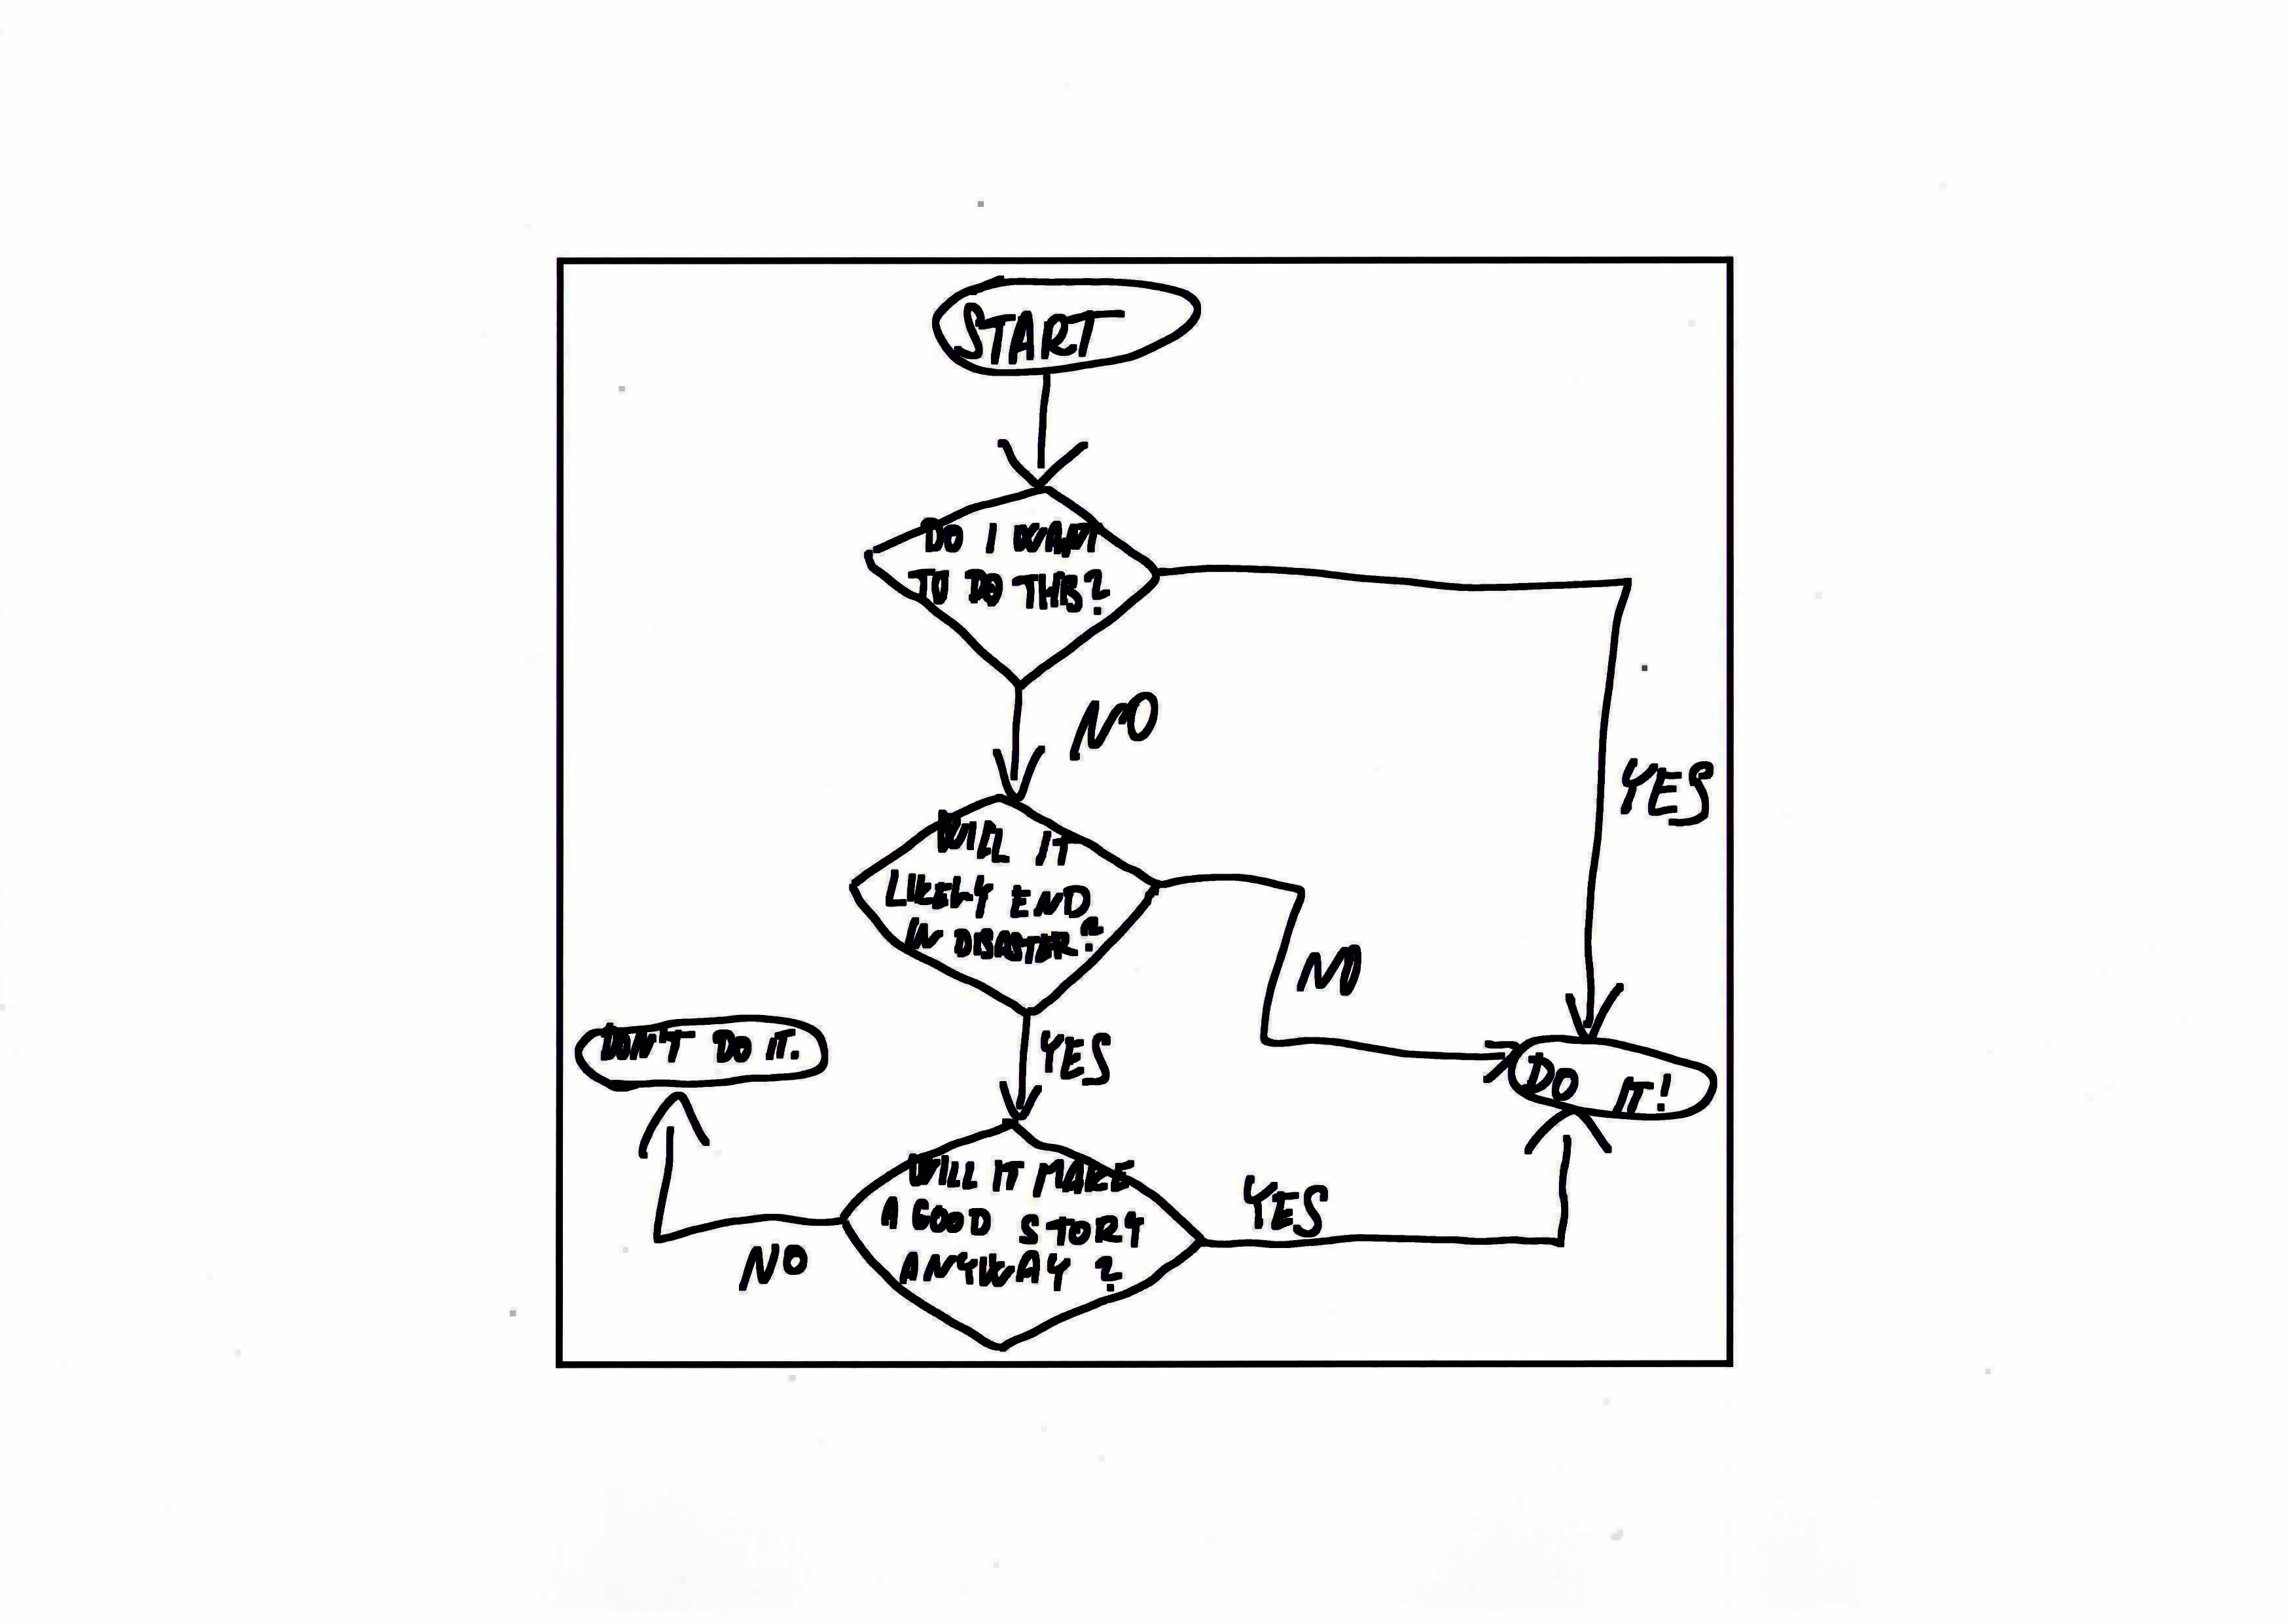 START
DO I WANT
TO DO THIS?
NO
YES
WILL IT
LIKELY END
IN DISASTER?
NO
DON'T DO IT.
YES
DO IT!
WILL IT MAKE
A GOOD STORY
ANYWAY?
YES
NO